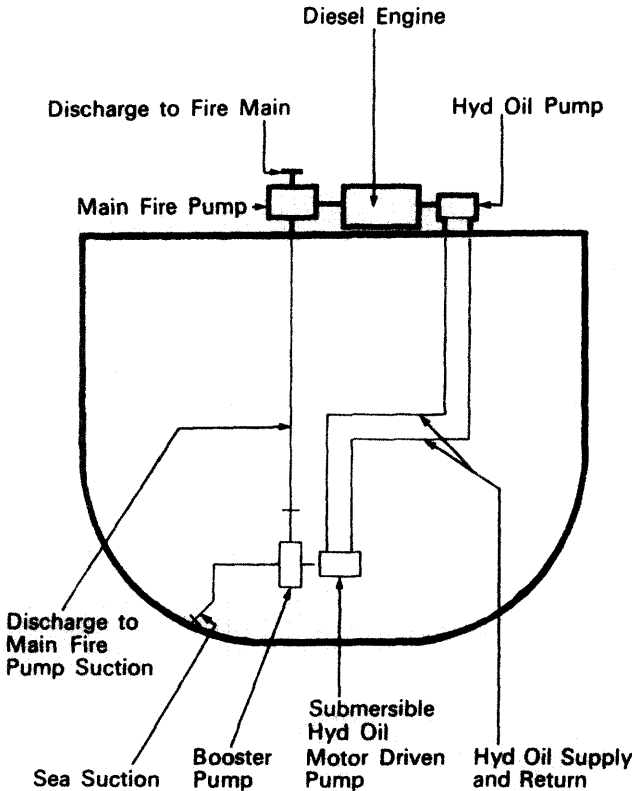 Diesel Engine
Discharge to Fire Main
Hyd Oil Pump
Main Fire Pump
Discharge to
Main Fire
Pump Suction
Submersible
Hyd Oil
Motor Driven
Pump
Booster
Pump
Hyd Oil Supply
and Return
Sea Suction